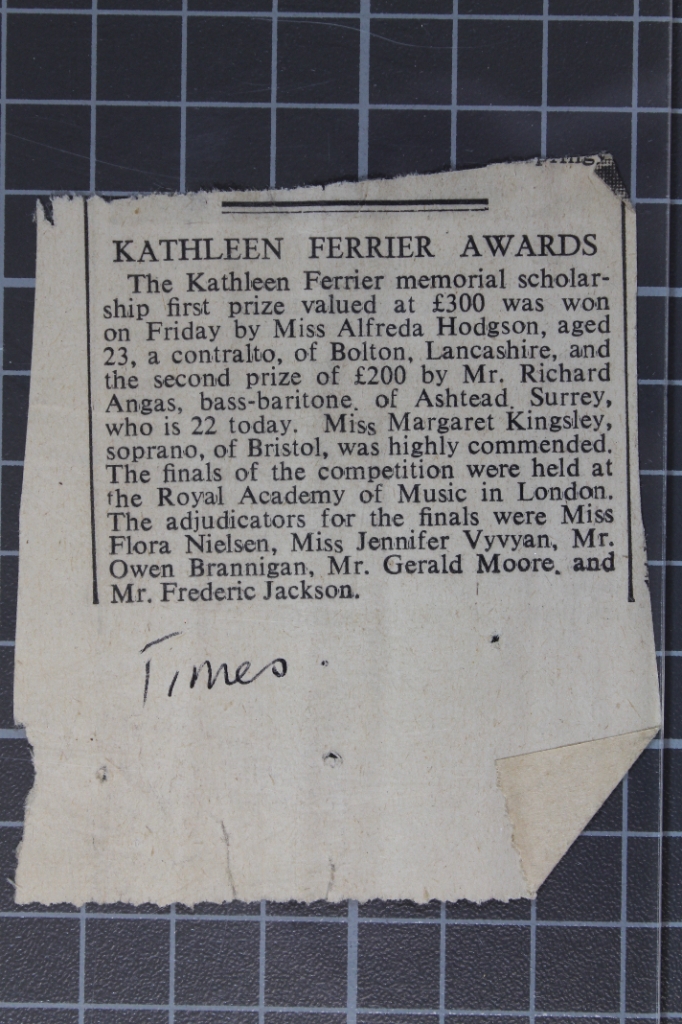 KATHLEEN FERRIER AWARDS
The Kathleen Ferrier memorial scholar-
ship first prize valued at £300 was won
on Friday by Miss Alfreda Hodgson, aged
23, a contralto, of Bolton, Lancashire, and
the second prize of £200 by Mr. Richard
Angas, bass-baritone, of Ashtead, Surrey,
who is 22 today. Miss Margaret Kingsley,
soprano, of Bristol, was highly commended.
The finals of the competition were held at
the Royal Academy of Music in London.
The adjudicators for the finals were Miss
Flora Nielsen, Miss Jennifer Vyvyan, Mr.
Owen Brannigan, Mr. Gerald Moore, and
Mr. Frederic Jackson.
Times.